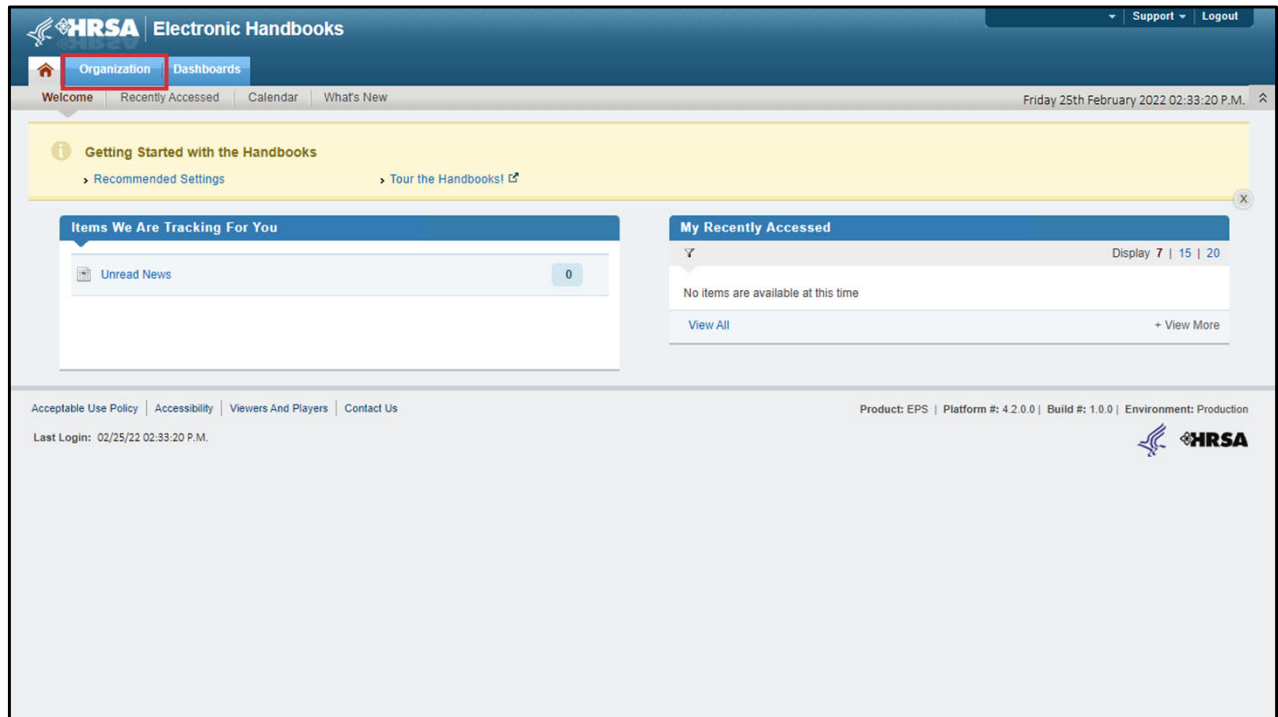 HRSA Electronic Handbooks
Support Logout
Organization Dashboards
Welcome Recently Accessed Calendar What's New Friday 25th February 2022 02:33:20 P.M.
Getting Started with the Handbooks
Recommended Settings Tour the Handbooks!
Items We Are Tracking For You
Unread News 0
My Recently Accessed
Display 7 | 15 | 20
No items are available at this time
View All + View More
Acceptable Use Policy | Accessibility | Viewers And Players | Contact Us
Product: EPS | Platform #: 4.2.0.0 | Build #: 1.0.0 | Environment: Production
Last Login: 02/25/22 02:33:20 P.M.
HRSA